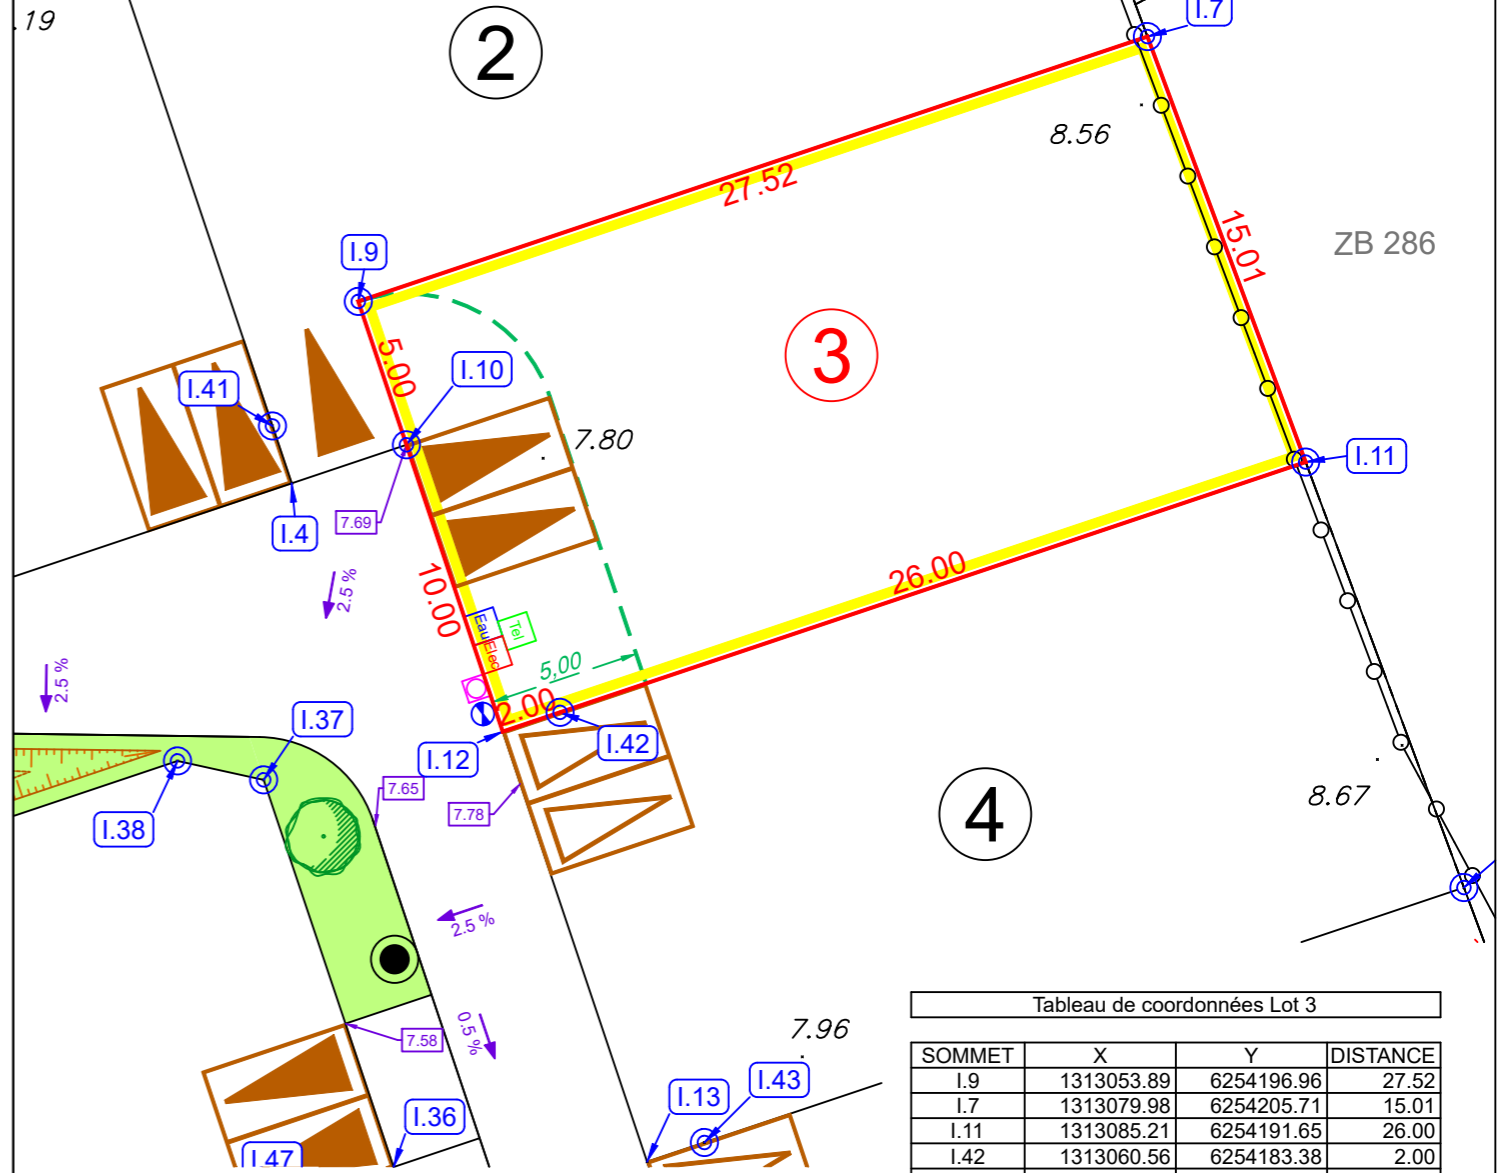 .19
2
I.7
8.56
27.52
15.01
ZB 286
I.9
5.00
I.10
3
I.41
7.80
I.11
7.69
I.4
10.00
26.00
2.5 %
Eau
Tel
Elec
5,00
2.5 %
2.00
I.37
I.42
I.12
7.65
7.78
I.38
4
8.67
2.5 %
0.5 %
7.58
7.96
Tableau de coordonnées Lot 3
SOMMET X Y DISTANCE
I.9 1313053.89 6254196.96 27.52
I.7 1313079.98 6254205.71 15.01
I.11 1313085.21 6254191.65 26.00
I.42 1313060.56 6254183.38 2.00
I.43
I.13
I.36
I.47